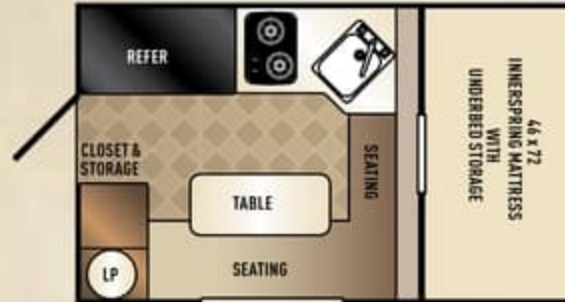 REFER
CLOSET &
STORAGE
TABLE
SEATING
SEATING
LP
46 x 72
INNERSPRING MATTRESS
WITH
UNDERBED STORAGE